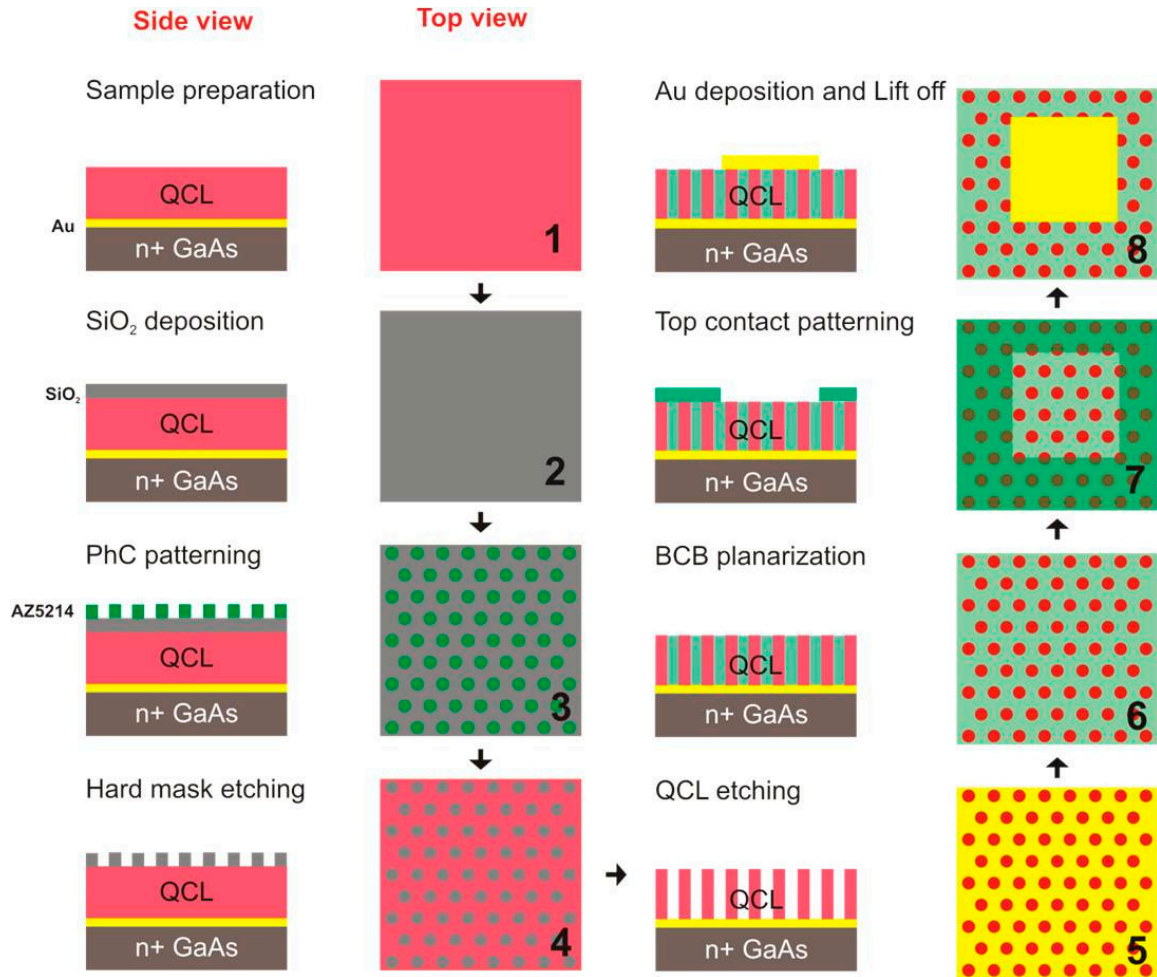 Side view
Top view
Sample preparation
QCL
Au
n+ GaAs
1
SiO₂ deposition
SiO₂
QCL
n+ GaAs
2
PhC patterning
AZ5214
QCL
n+ GaAs
3
Hard mask etching
QCL
n+ GaAs
4
QCL etching
QCL
n+ GaAs
5
BCB planarization
QCL
n+ GaAs
6
Top contact patterning
QCL
n+ GaAs
7
Au deposition and Lift off
QCL
n+ GaAs
8